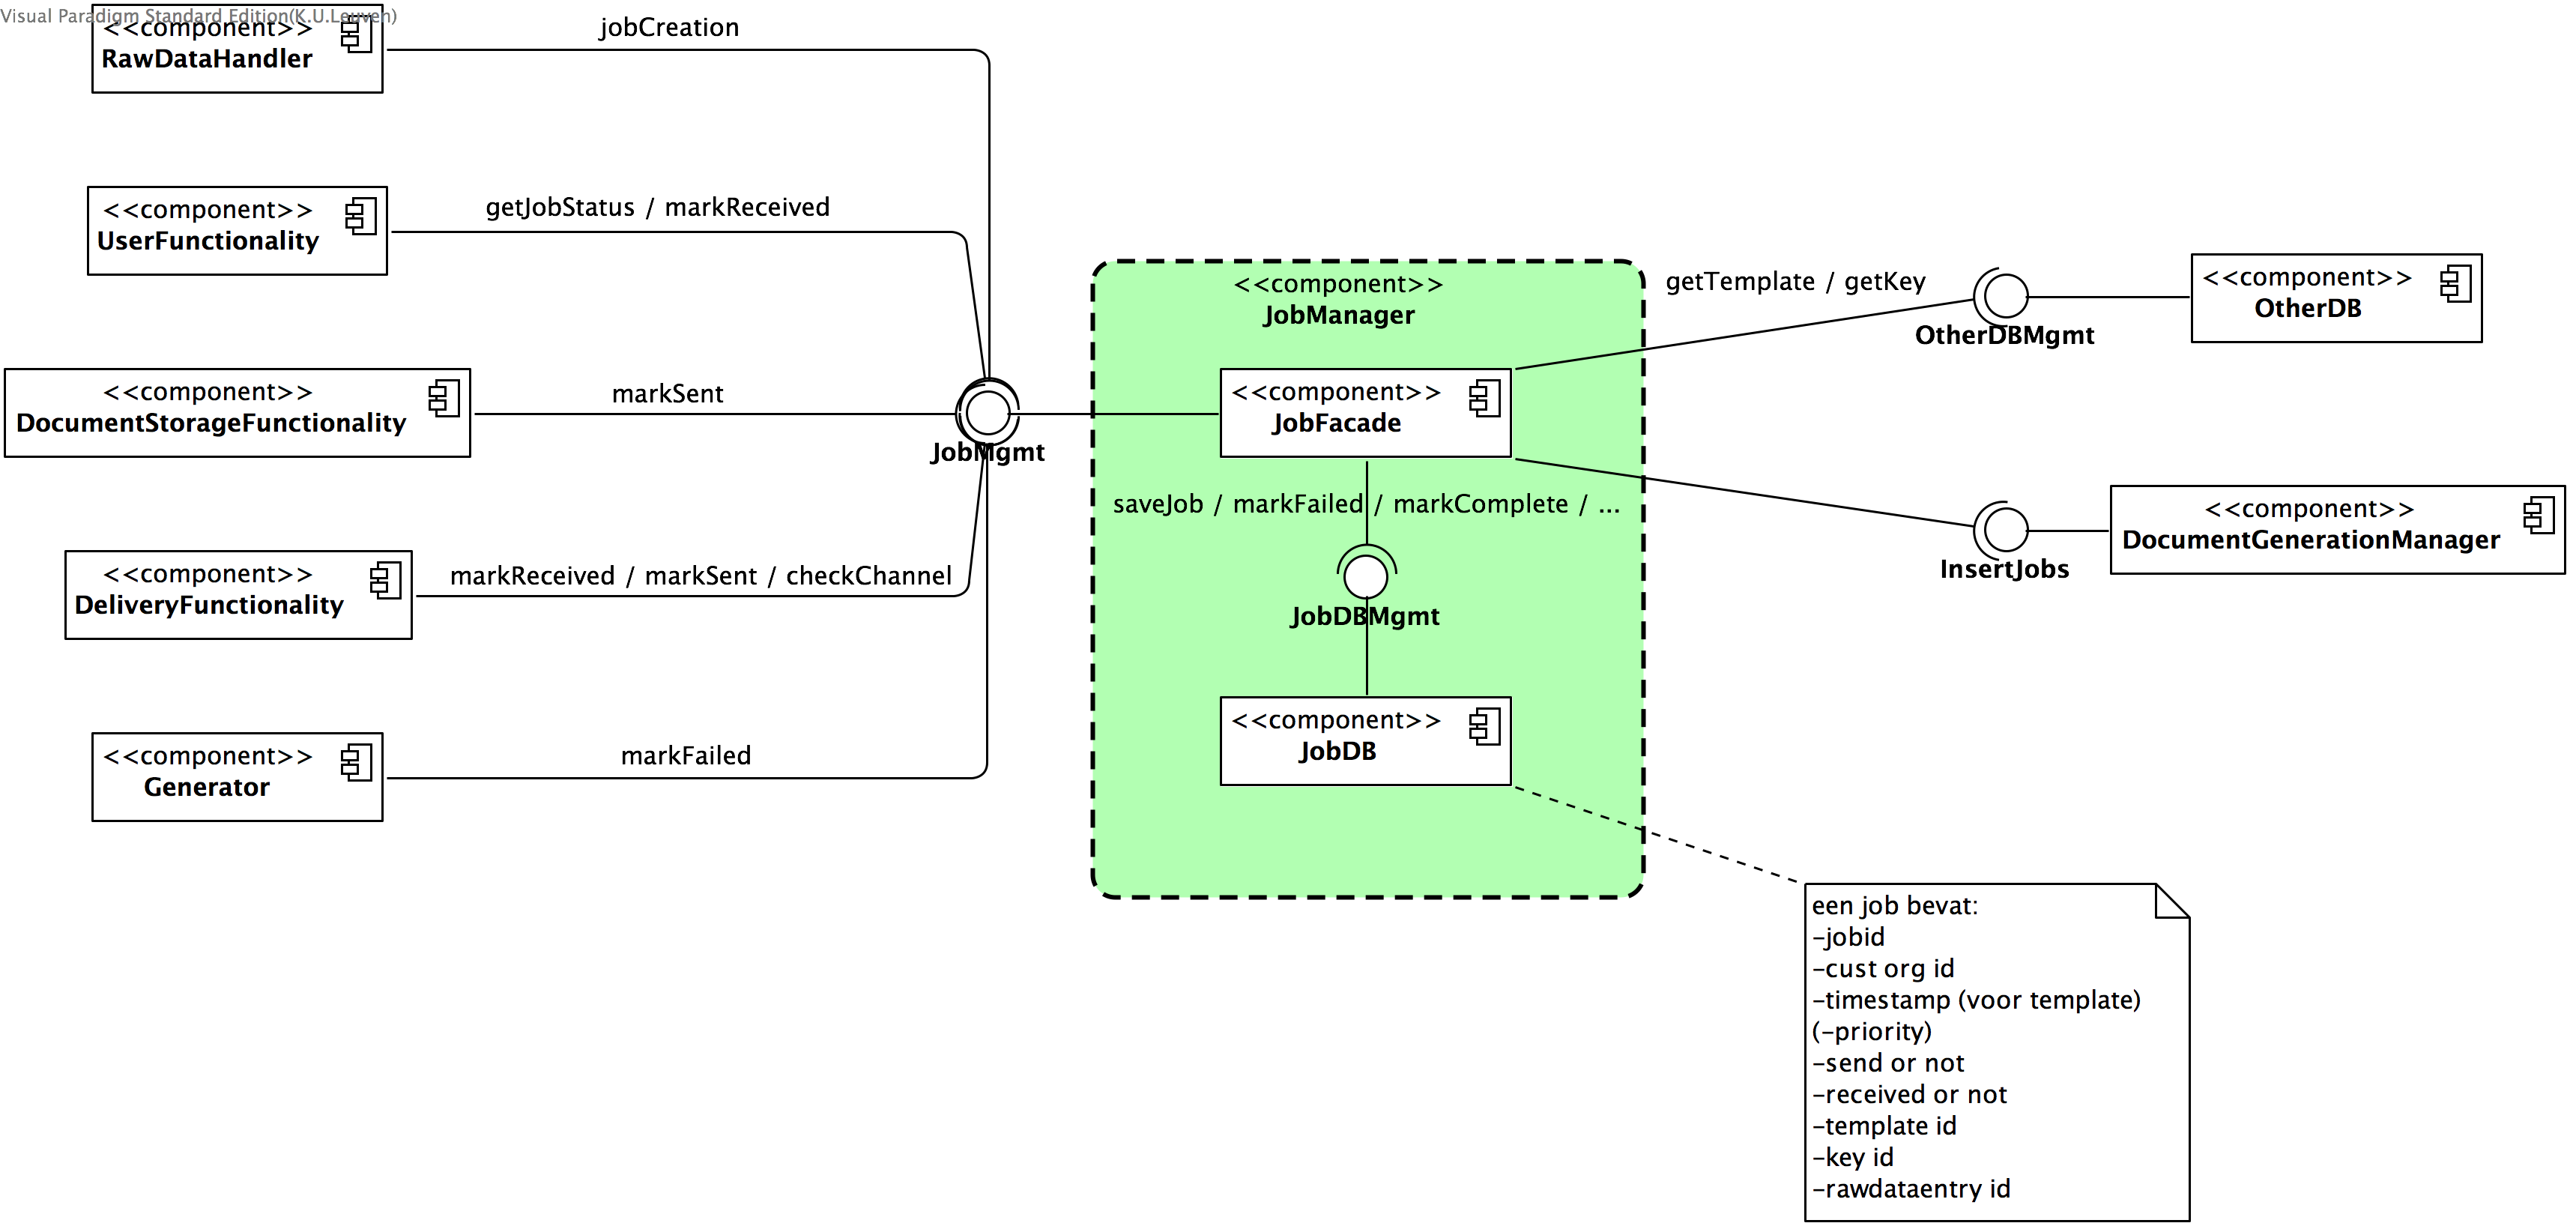 Visual Paradigm Standard Edition(K.U.Leuven)
<<component>>
RawDataHandler
jobCreation
<<component>>
UserFunctionality
getJobStatus / markReceived
<<component>>
DocumentStorageFunctionality
markSent
<<component>>
DeliveryFunctionality
markReceived / markSent / checkChannel
<<component>>
Generator
markFailed
JobMgmt
<<component>>
JobManager
<<component>>
JobFacade
saveJob / markFailed / markComplete / ...
JobDBMgmt
<<component>>
JobDB
getTemplate / getKey
OtherDBMgmt
<<component>>
OtherDB
InsertJobs
<<component>>
DocumentGenerationManager
een job bevat:
-jobid
-cust org id
-timestamp (voor template)
(-priority)
-send or not
-received or not
-template id
-key id
-rawdataentry id